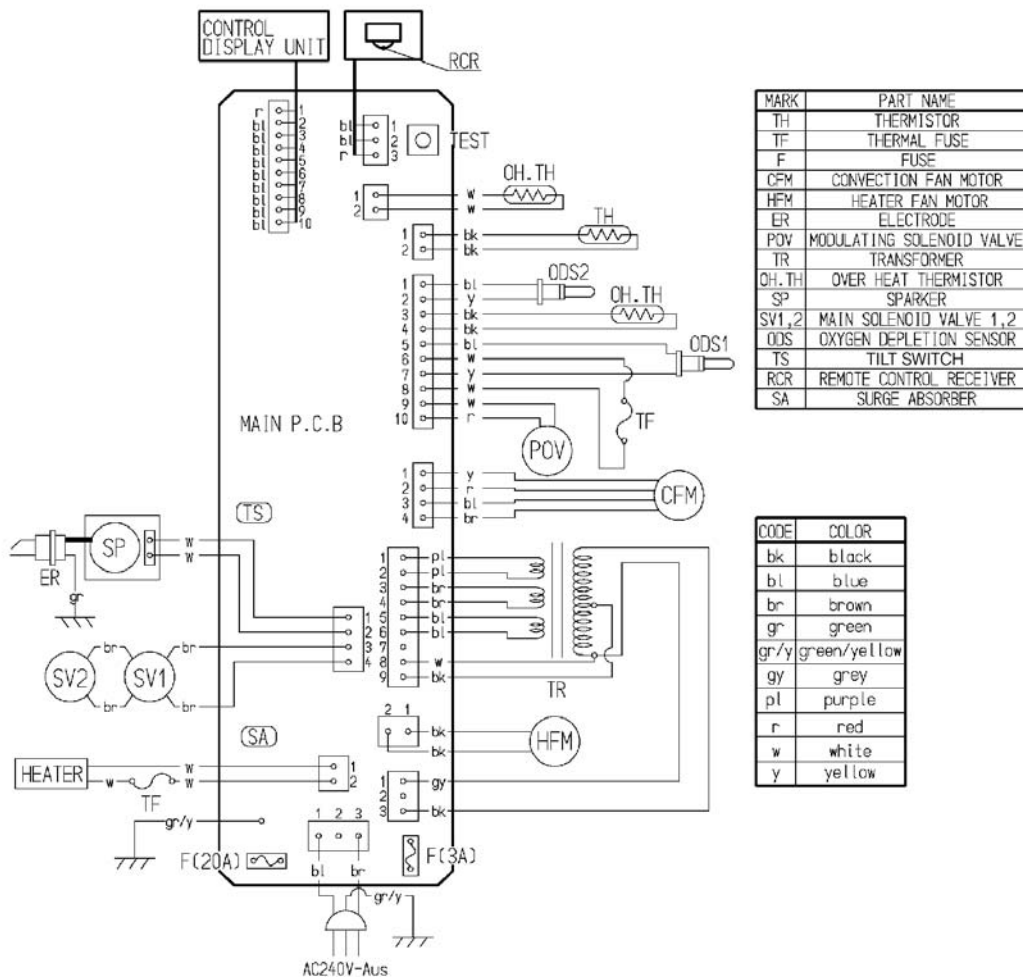 CONTROL
DISPLAY UNIT
RCR
r 1
bl 2
bl 3
bl 4
bl 5
bl 6
bl 7
bl 8
bl 9
bl 10
bl 1
bl 2
r 3
TEST
OH.TH
1 w
2 w
TH
1 bk
2 bk
ODS2
OH.TH
ODS1
1 bl
2 y
3 bk
4 bk
5 bl
6 w
7 y
8 w
9 w
10 r
TF
POV
MAIN P.C.B
1 y
2 r
3 bl
4 br
CFM
TS
SP
w
w
ER
gr
1 pl
2 pl
3 br
4 br
5 bl
6 bl
7
8 w
9 bk
TR
1
2
3
4
br br
SV2 SV1
br br
SA
2 1
bk
bk
HFM
HEATER
w
w w
TF
1
2
1 gy
2
3 bk
gr/y
1 2 3
F(20A)
F(3A)
bl br
gr/y
AC240V-Aus
MARK PART NAME
TH THERMISTOR
TF THERMAL FUSE
F FUSE
CFM CONVECTION FAN MOTOR
HFM HEATER FAN MOTOR
ER ELECTRODE
POV MODULATING SOLENOID VALVE
TR TRANSFORMER
OH.TH OVER HEAT THERMISTOR
SP SPARKER
SV1,2 MAIN SOLENOID VALVE 1,2
ODS OXYGEN DEPLETION SENSOR
TS TILT SWITCH
RCR REMOTE CONTROL RECEIVER
SA SURGE ABSORBER
CODE COLOR
bk black
bl blue
br brown
gr green
gr/y green/yellow
gy grey
pl purple
r red
w white
y yellow